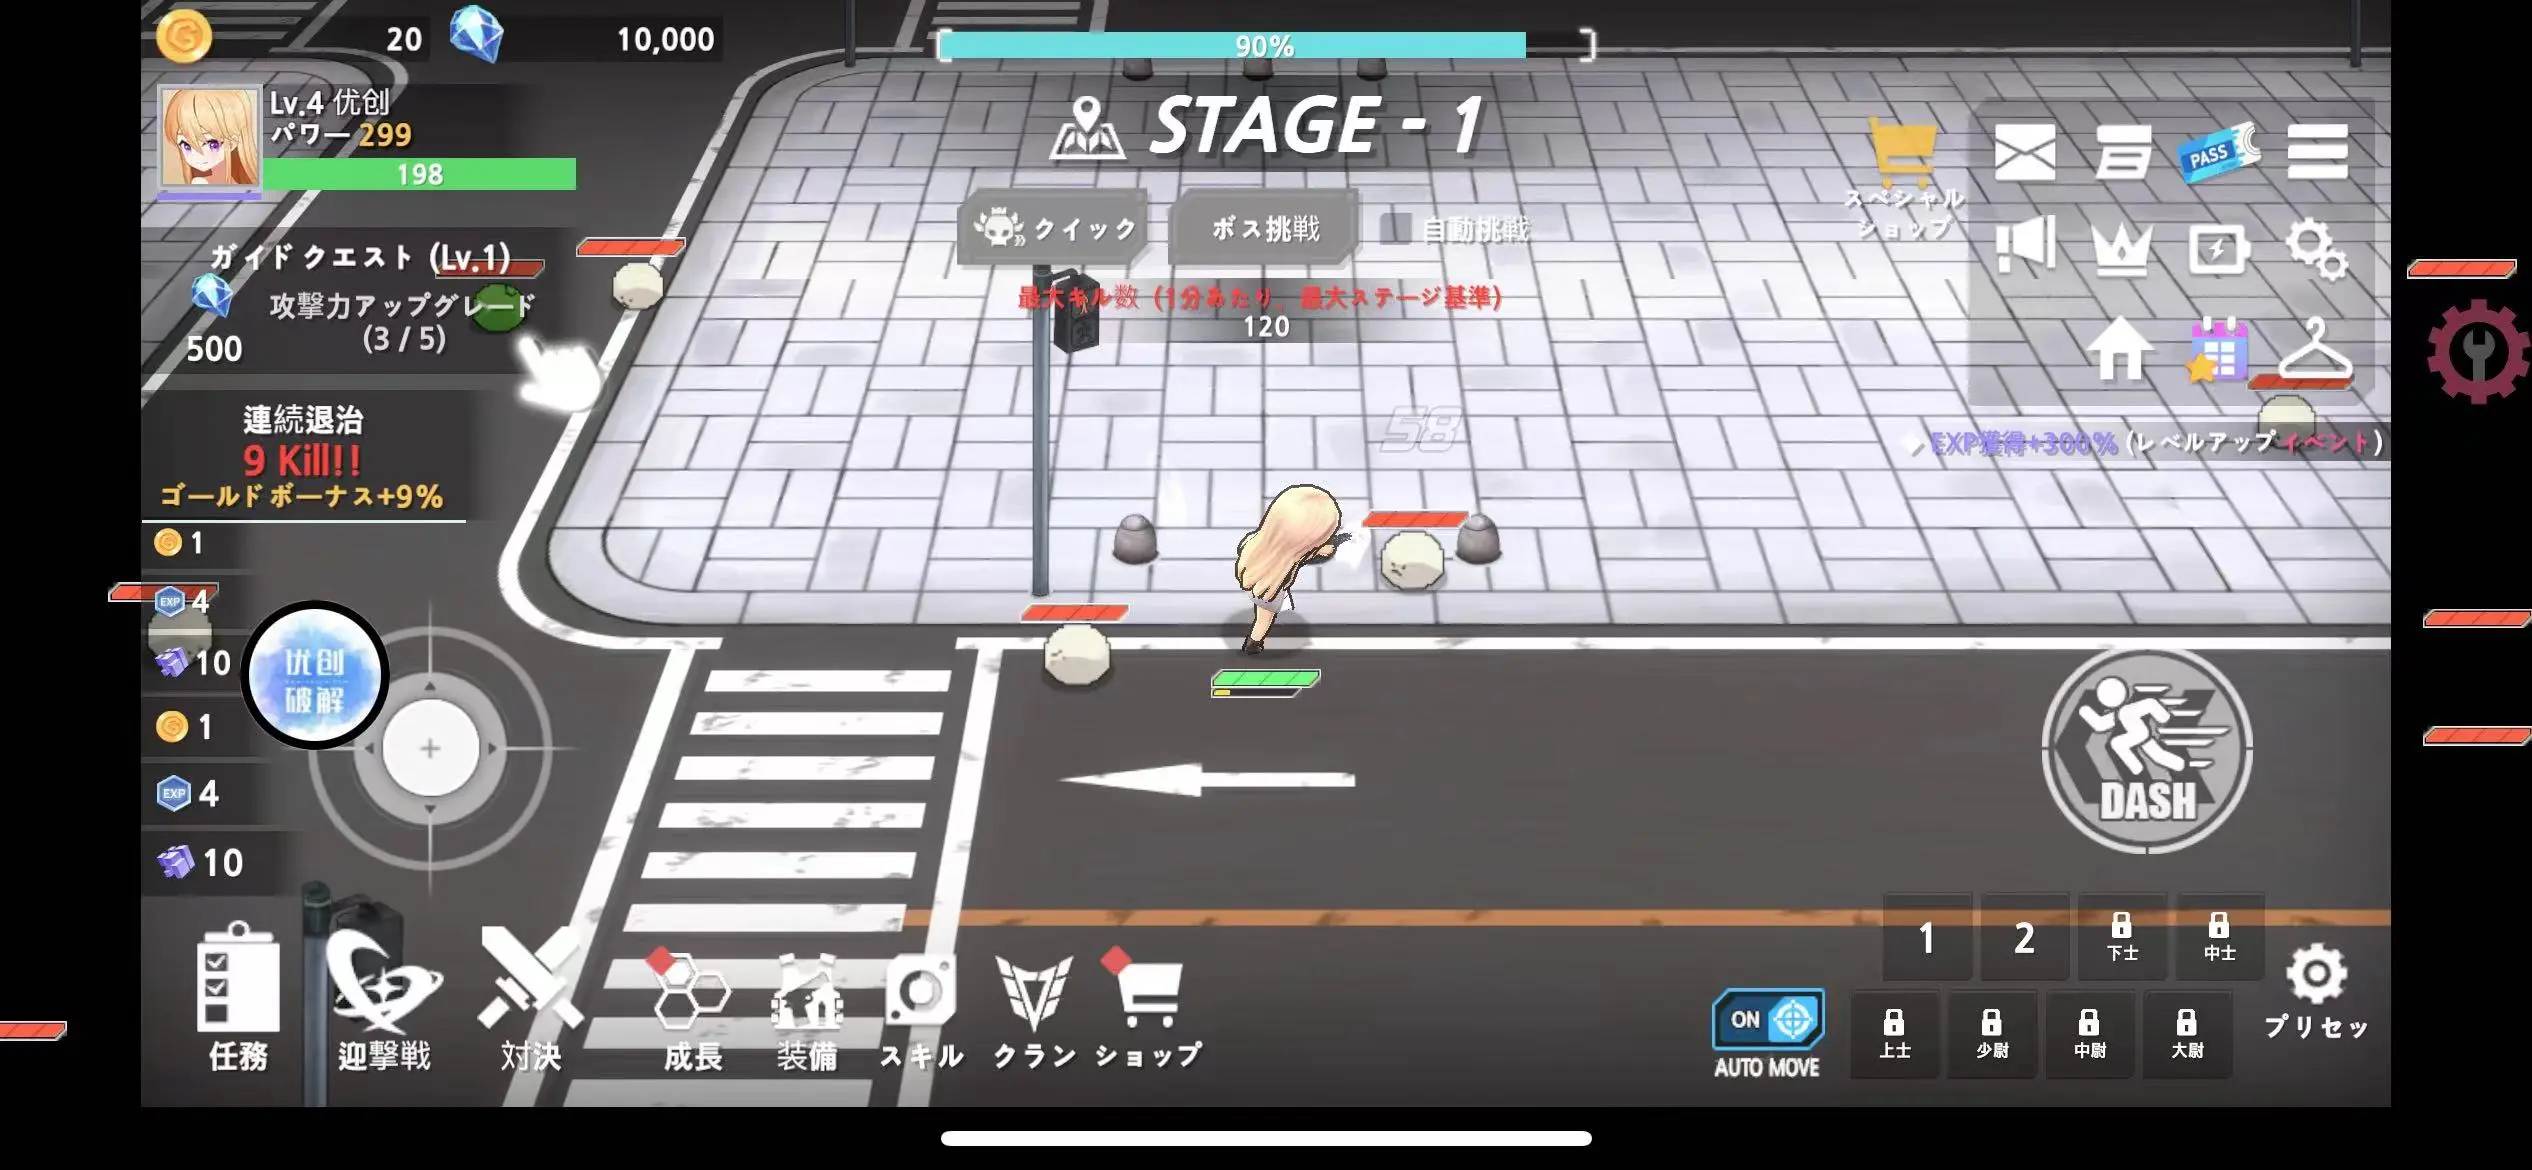 20
10,000
90%
Lv.4 优创
パワー 299
198
STAGE - 1
クイック
ボス挑戦
自動挑戦
スペシャル
ショップ
PASS
ガイド クエスト (Lv.1)
攻撃力アップグレード
(3 / 5)
500
最大キル数 (1分あたり, 最大ステージ基準)
120
連続退治
9 Kill!!
ゴールドボーナス+9%
EXP獲得+300% (レベルアップイベント)
58
1
EXP 4
10
1
EXP 4
10
优创
破解
DASH
1
2
下士
中士
上士
少尉
中尉
大尉
プリセッ
ON
AUTO MOVE
任務
迎撃戦
対決
成長
装備
スキル
クラン
ショップ